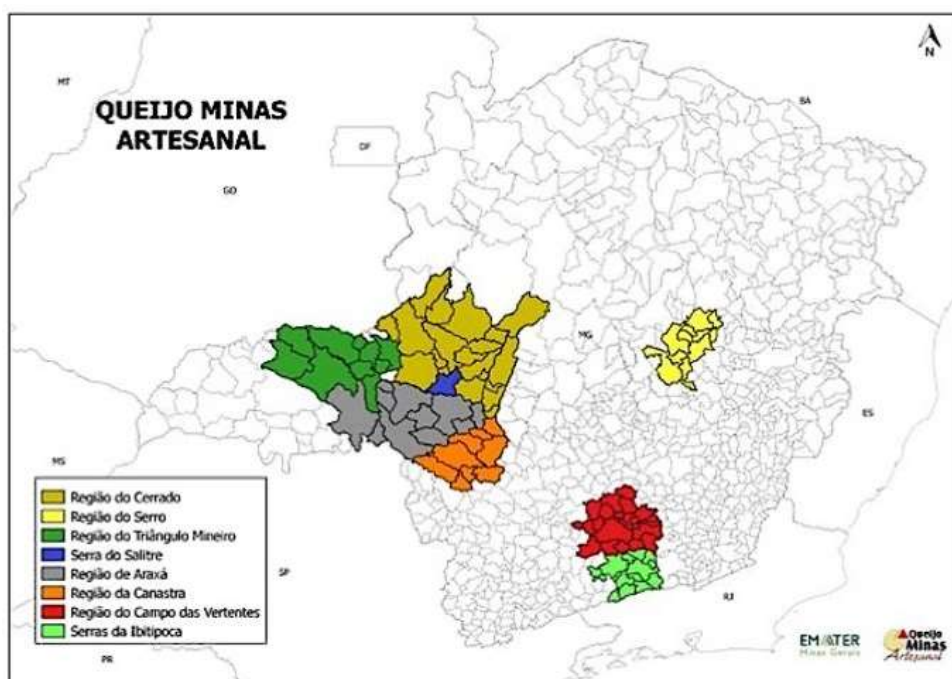 N
MT
BA
QUEIJO MINAS
ARTESANAL
DF
GO
MG
ES
MS
Região do Cerrado
Região do Serro
Região do Triângulo Mineiro
Serra do Salitre
Região de Araxá
Região da Canastra
Região do Campo das Vertentes
Serras da Ibitipoca
SP
RJ
PR
EMATER
Minas Gerais
Queijo
Minas
Artesanal